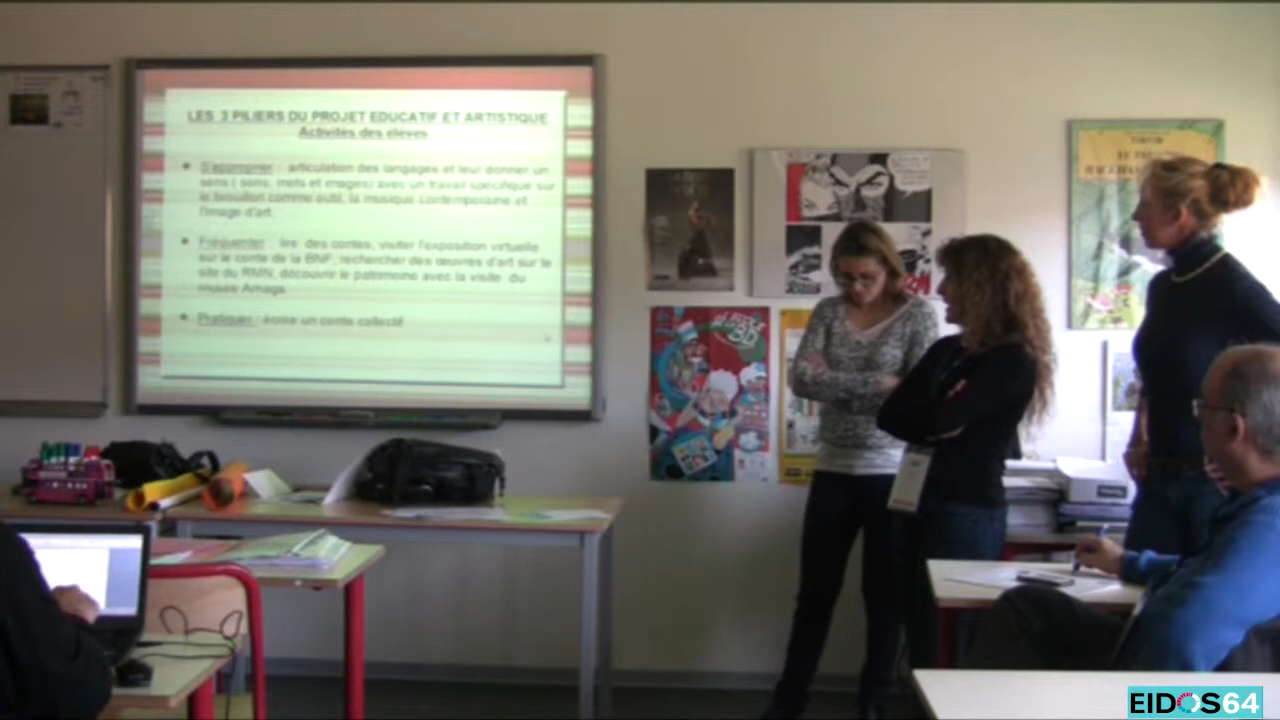 LES 3 PILIERS DU PROJET EDUCATIF ET ARTISTIQUE
Activités des élèves
S'approprier : articulation des langages et leur donner un
sens ( sons, mots et images) avec un travail spécifique sur
le brouillon comme outil, la musique contemporaine et
l'image d'art.
Fréquenter : lire des contes, visiter l'exposition virtuelle
sur le conte de la BNF, rechercher des œuvres d'art sur le
site du RMN, découvrir le patrimoine avec la visite du
musée
Pratiquer : écrire un conte collectif
TINTIN
EIDOS64